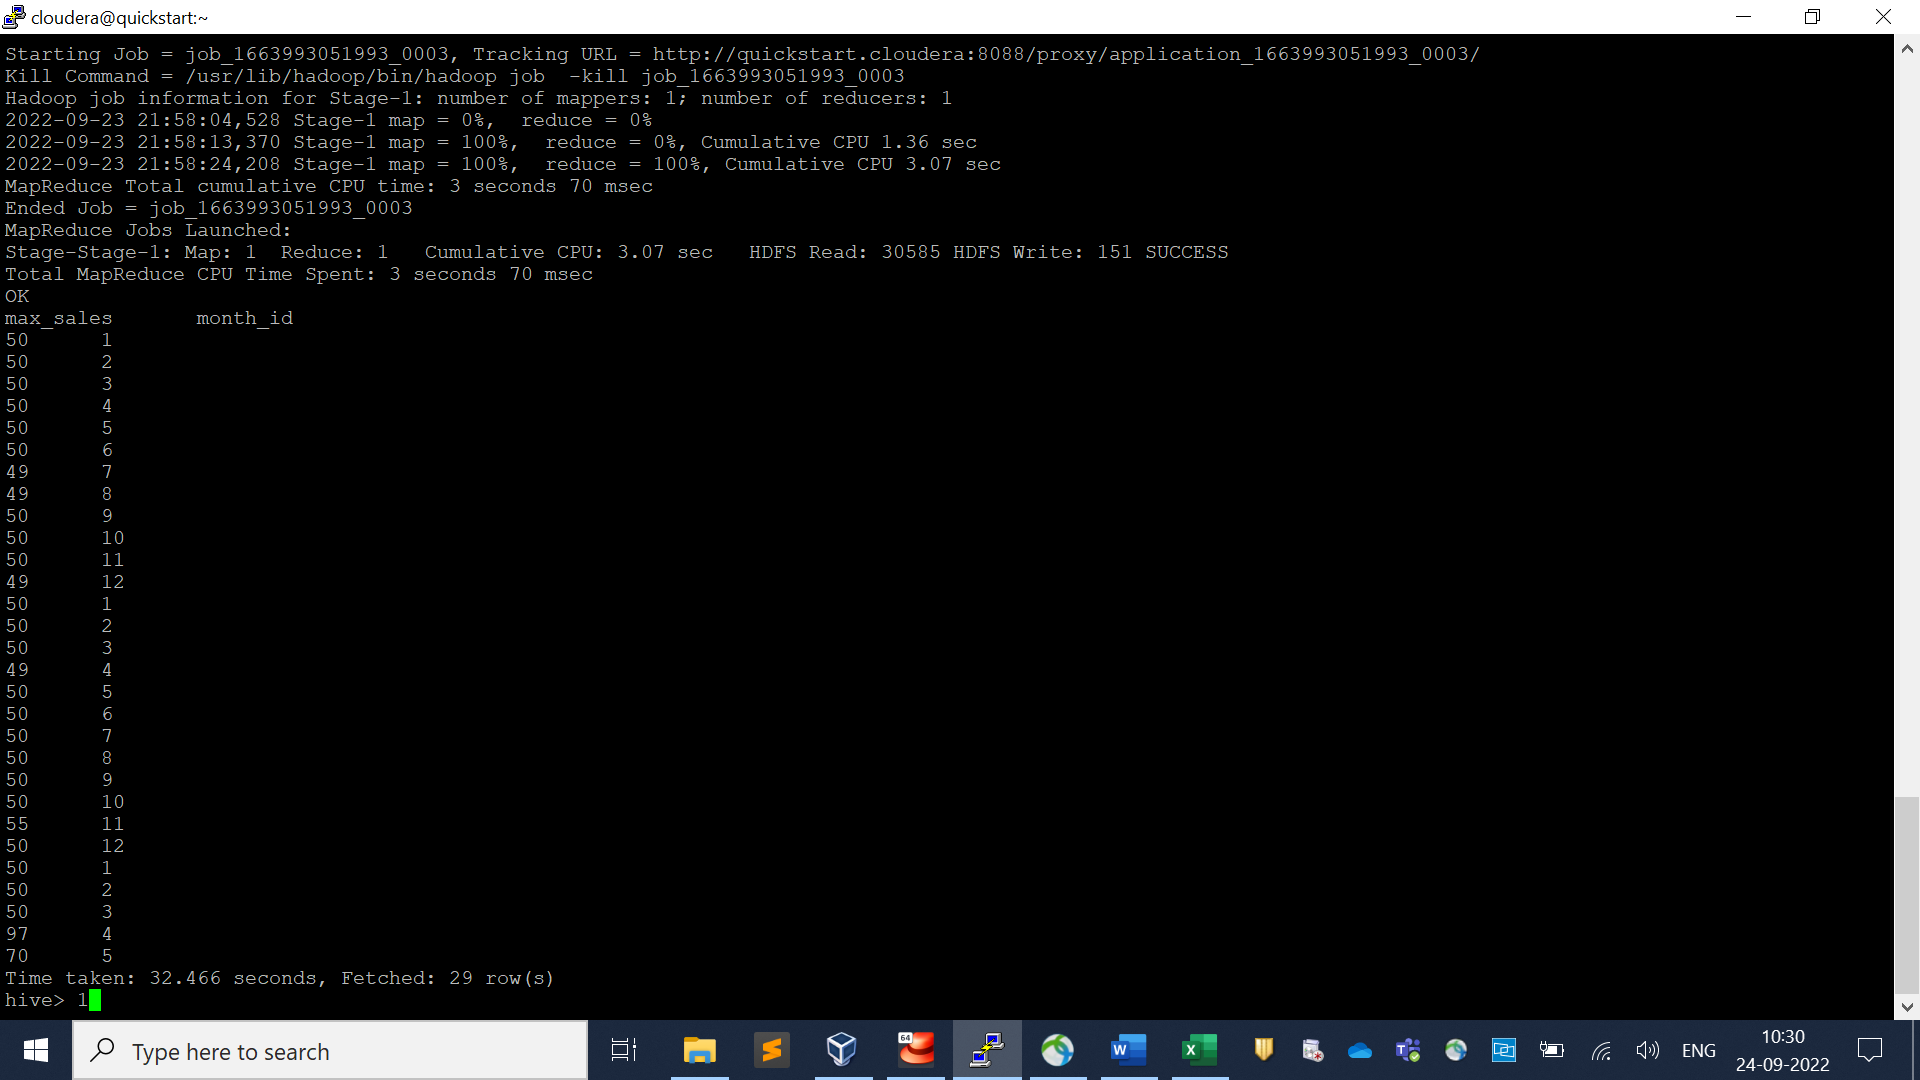 cloudera@quickstart:~
Starting Job = job_1663993051993_0003, Tracking URL = http://quickstart.cloudera:8088/proxy/application_1663993051993_0003/
Kill Command = /usr/lib/hadoop/bin/hadoop job  -kill job_1663993051993_0003
Hadoop job information for Stage-1: number of mappers: 1; number of reducers: 1
2022-09-23 21:58:04,528 Stage-1 map = 0%,  reduce = 0%
2022-09-23 21:58:13,370 Stage-1 map = 100%,  reduce = 0%, Cumulative CPU 1.36 sec
2022-09-23 21:58:24,208 Stage-1 map = 100%,  reduce = 100%, Cumulative CPU 3.07 sec
MapReduce Total cumulative CPU time: 3 seconds 70 msec
Ended Job = job_1663993051993_0003
MapReduce Jobs Launched:
Stage-Stage-1: Map: 1  Reduce: 1   Cumulative CPU: 3.07 sec   HDFS Read: 30585 HDFS Write: 151 SUCCESS
Total MapReduce CPU Time Spent: 3 seconds 70 msec
OK
max_sales       month_id
50      1
50      2
50      3
50      4
50      5
50      6
49      7
49      8
50      9
50      10
50      11
49      12
50      1
50      2
50      3
49      4
50      5
50      6
50      7
50      8
50      9
50      10
55      11
50      12
50      1
50      2
50      3
97      4
70      5
Time taken: 32.466 seconds, Fetched: 29 row(s)
hive> 1
Type here to search
64
W
X
T
ENG
10:30
24-09-2022